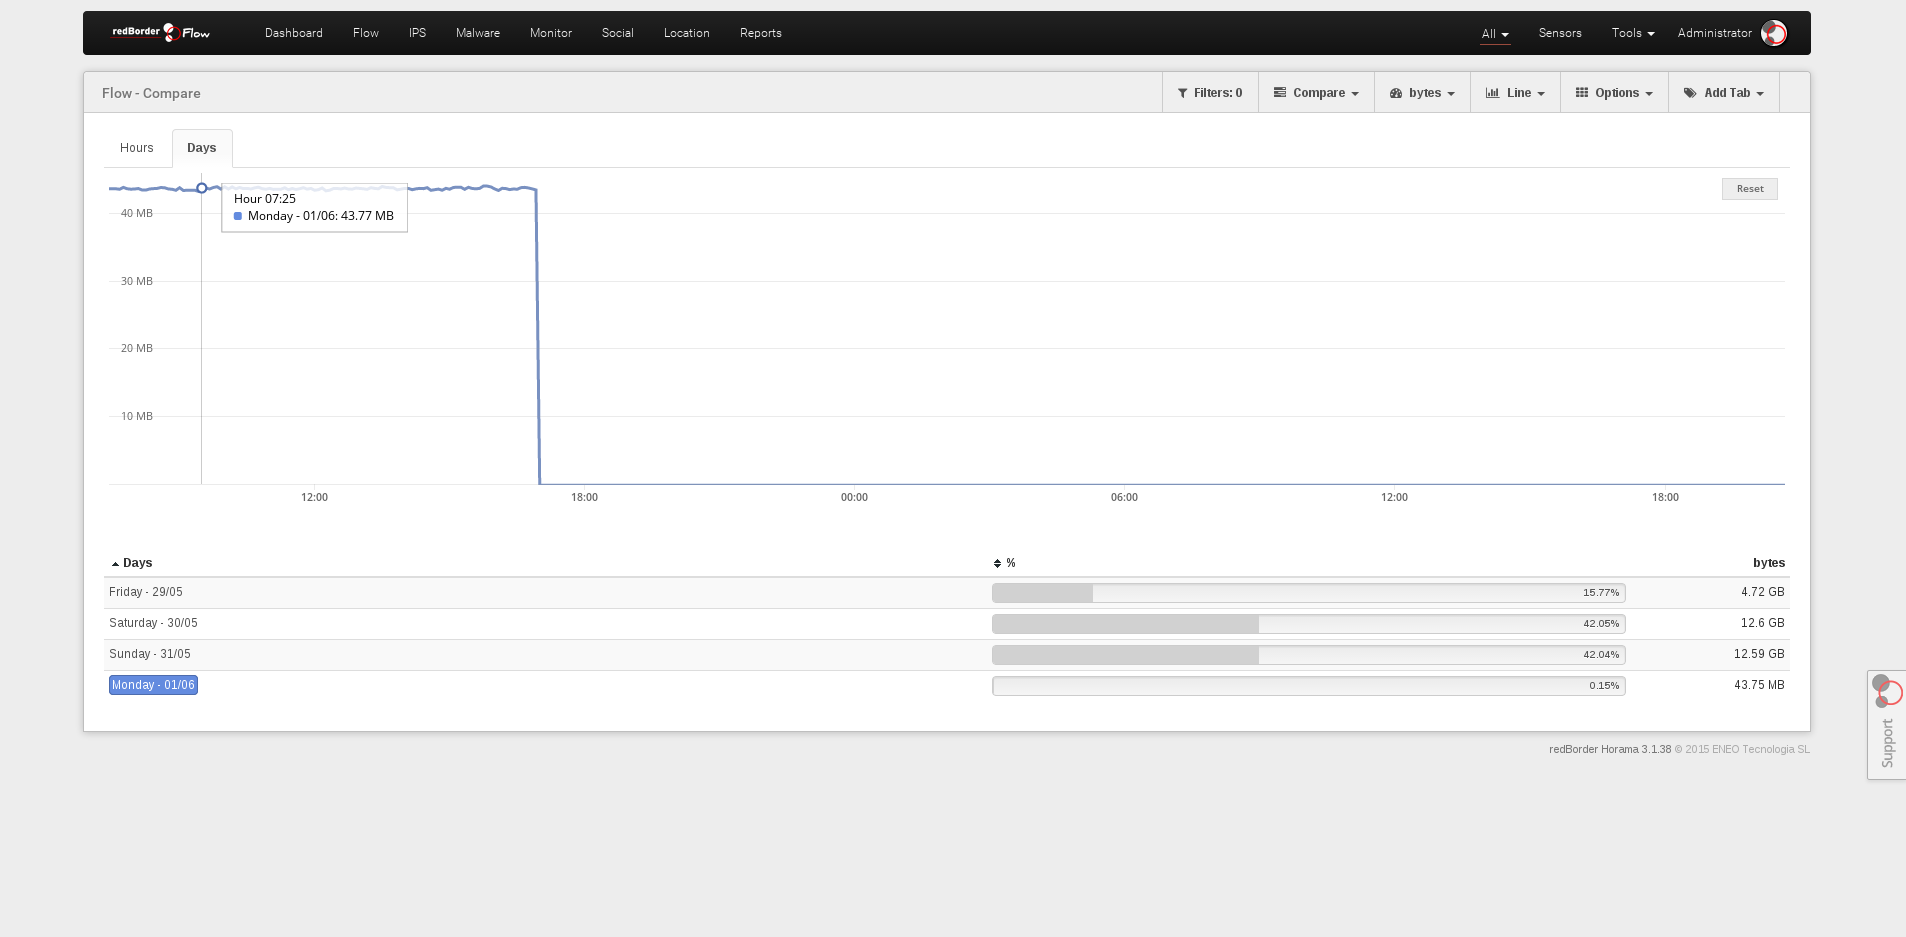 redBorder Flow Dashboard Flow IPS Malware Monitor Social Location Reports All Sensors Tools Administrator
Flow - Compare Filters: 0 Compare bytes Line Options Add Tab
Hours Days
Reset
Hour 07:25
Monday - 01/06: 43.77 MB
40 MB
30 MB
20 MB
10 MB
12:00 18:00 00:00 06:00 12:00 18:00
Days % bytes
Friday - 29/05 15.77% 4.72 GB
Saturday - 30/05 42.05% 12.6 GB
Sunday - 31/05 42.04% 12.59 GB
Monday - 01/06 0.15% 43.75 MB
redBorder Horama 3.1.38 © 2015 ENEO Tecnologia SL
Support